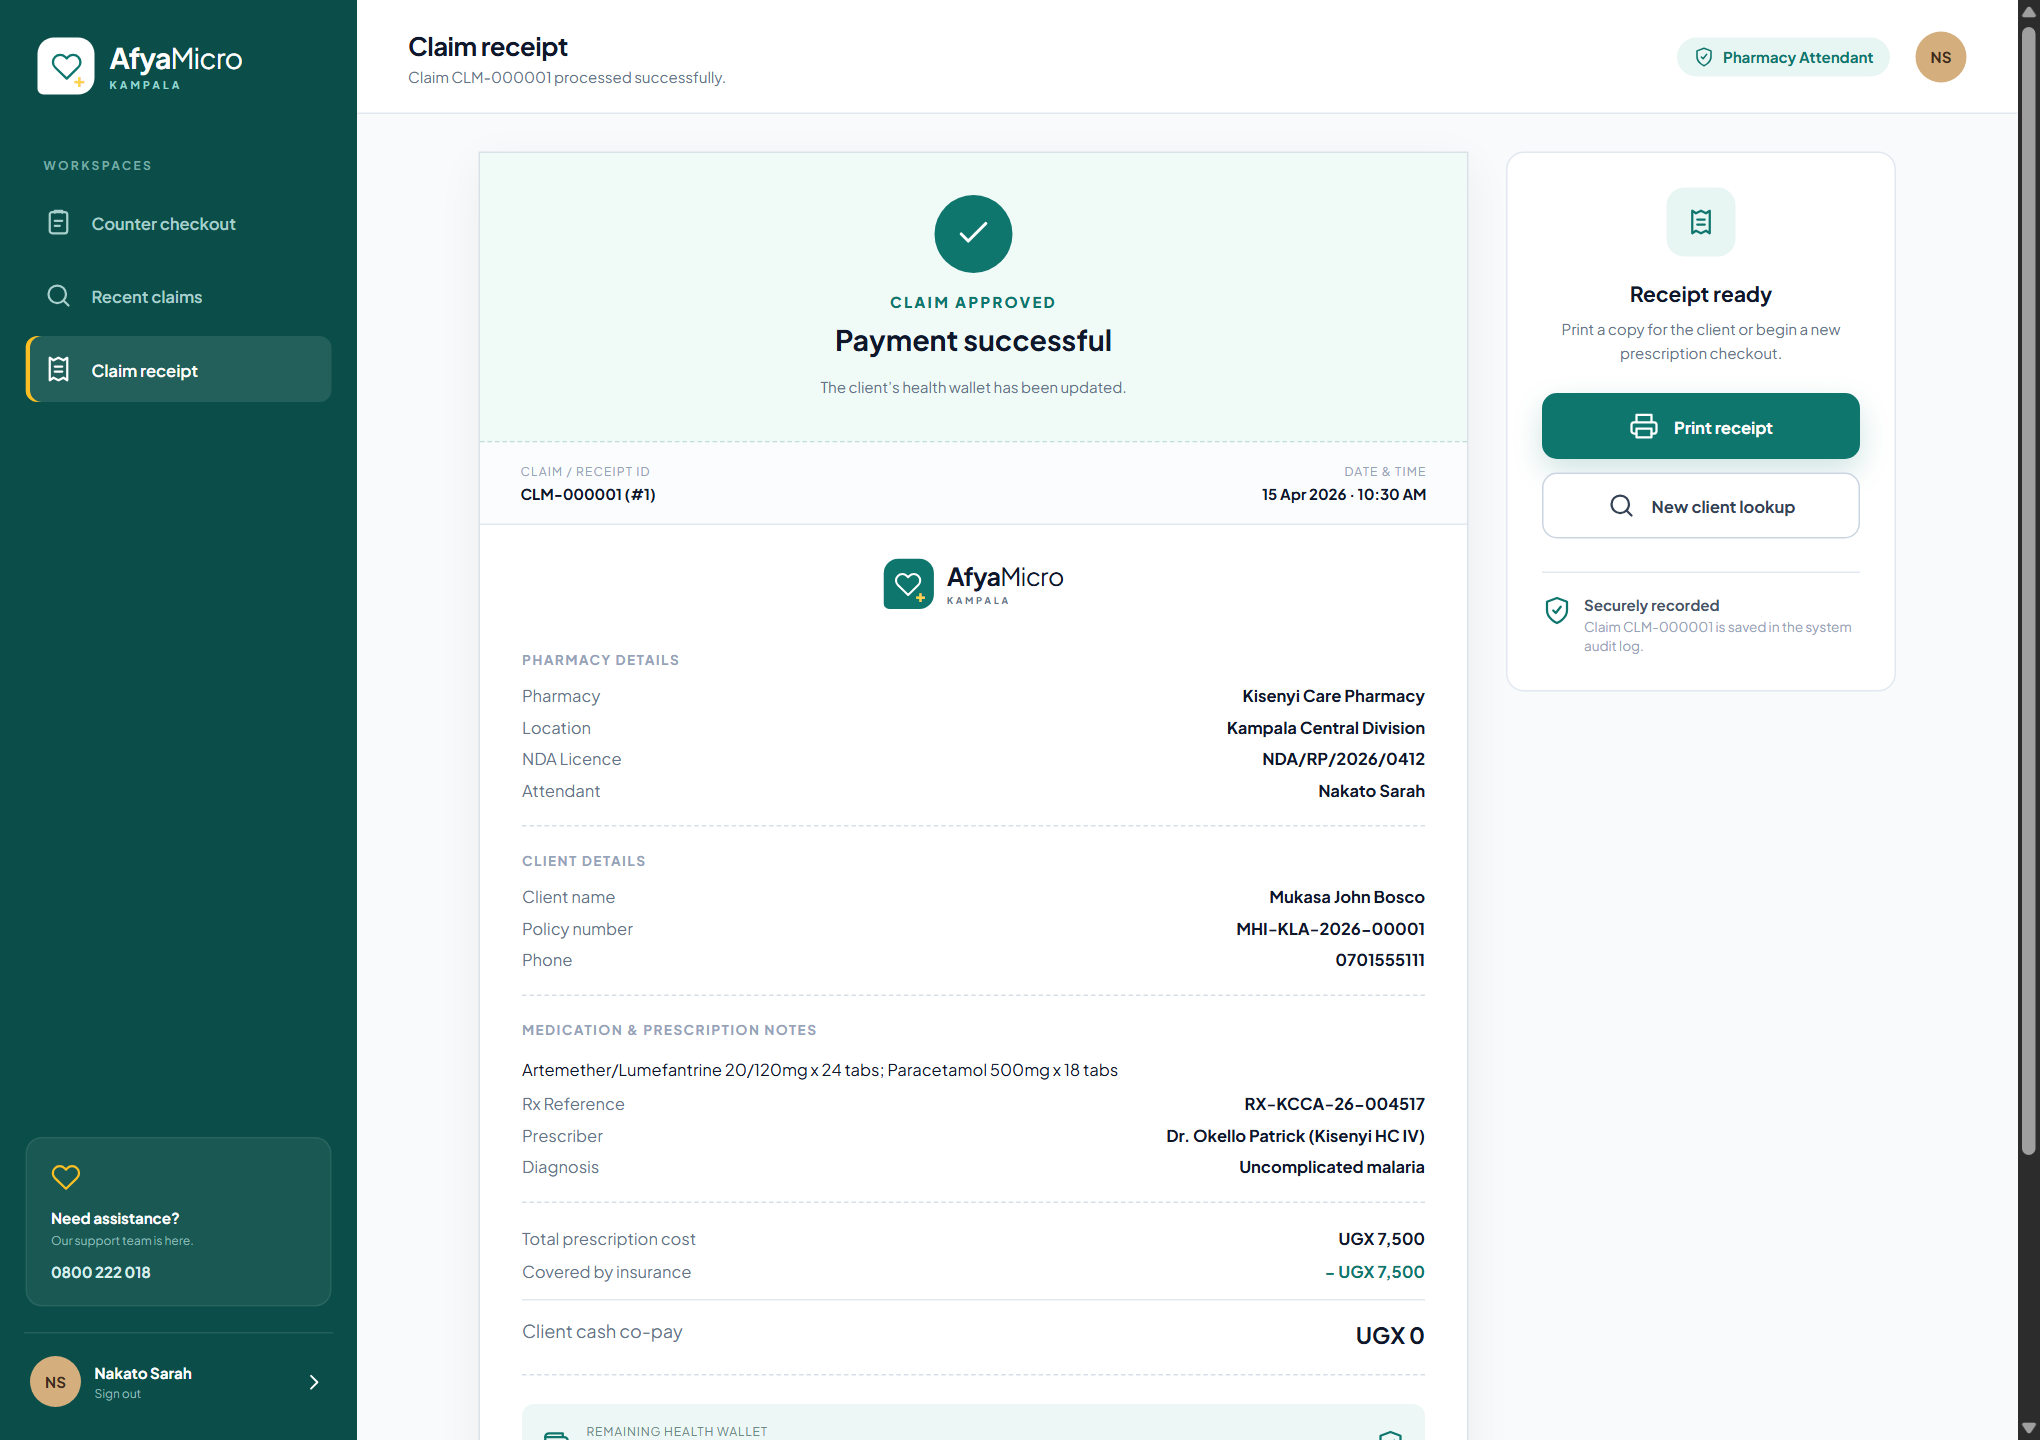 AfyaMicro
KAMPALA
WORKSPACES
Counter checkout
Recent claims
Claim receipt
Need assistance?
Our support team is here.
0800 222 018
NS
Nakato Sarah
Sign out
Claim receipt
Claim CLM-000001 processed successfully.
Pharmacy Attendant
NS
CLAIM APPROVED
Payment successful
The client's health wallet has been updated.
CLAIM / RECEIPT ID
CLM-000001 (#1)
DATE & TIME
15 Apr 2026 · 10:30 AM
AfyaMicro
KAMPALA
PHARMACY DETAILS
Pharmacy Kisenyi Care Pharmacy
Location Kampala Central Division
NDA Licence NDA/RP/2026/0412
Attendant Nakato Sarah
CLIENT DETAILS
Client name Mukasa John Bosco
Policy number MHI-KLA-2026-00001
Phone 0701555111
MEDICATION & PRESCRIPTION NOTES
Artemether/Lumefantrine 20/120mg x 24 tabs; Paracetamol 500mg x 18 tabs
Rx Reference RX-KCCA-26-004517
Prescriber Dr. Okello Patrick (Kisenyi HC IV)
Diagnosis Uncomplicated malaria
Total prescription cost UGX 7,500
Covered by insurance - UGX 7,500
Client cash co-pay UGX 0
REMAINING HEALTH WALLET
Receipt ready
Print a copy for the client or begin a new
prescription checkout.
Print receipt
New client lookup
Securely recorded
Claim CLM-000001 is saved in the system
audit log.